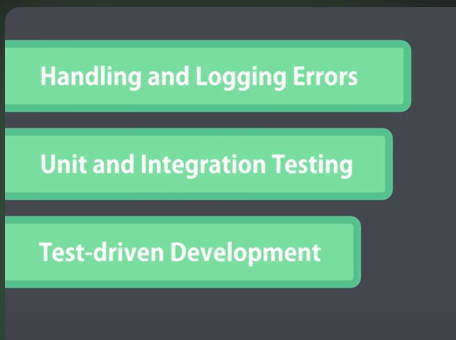 Handling and Logging Errors
Unit and Integration Testing
Test-driven Development